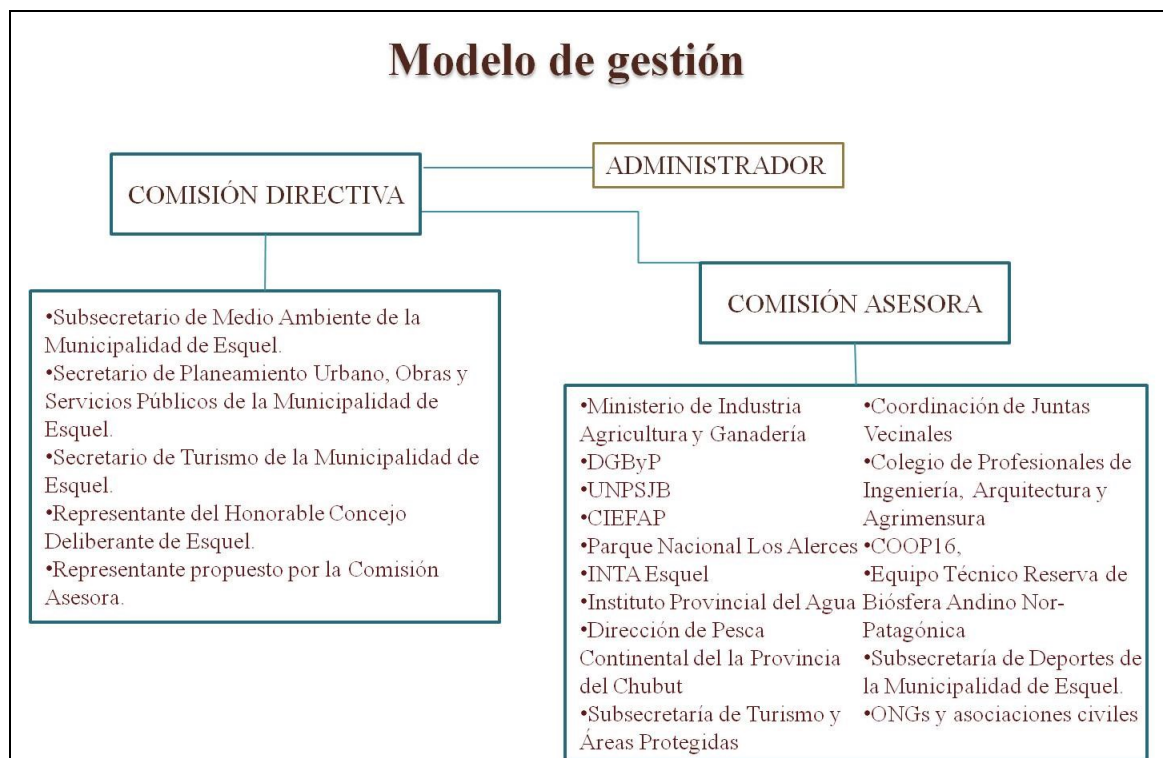 Modelo de gestión
ADMINISTRADOR
COMISIÓN DIRECTIVA
COMISIÓN ASESORA
•Subsecretario de Medio Ambiente de la
Municipalidad de Esquel.
•Secretario de Planeamiento Urbano, Obras y
Servicios Públicos de la Municipalidad de
Esquel.
•Secretario de Turismo de la Municipalidad de
Esquel.
•Representante del Honorable Concejo
Deliberante de Esquel.
•Representante propuesto por la Comisión
Asesora.
•Ministerio de Industria
Agricultura y Ganadería
•DGByP
•UNPSJB
•CIEFAP
•Parque Nacional Los Alerces
•INTA Esquel
•Instituto Provincial del Agua
•Dirección de Pesca
Continental del la Provincia
del Chubut
•Subsecretaría de Turismo y
Áreas Protegidas
•Coordinación de Juntas
Vecinales
•Colegio de Profesionales de
Ingeniería, Arquitectura y
Agrimensura
•COOP16,
•Equipo Técnico Reserva de
Biósfera Andino Nor-
Patagónica
•Subsecretaría de Deportes de
la Municipalidad de Esquel.
•ONGs y asociaciones civiles